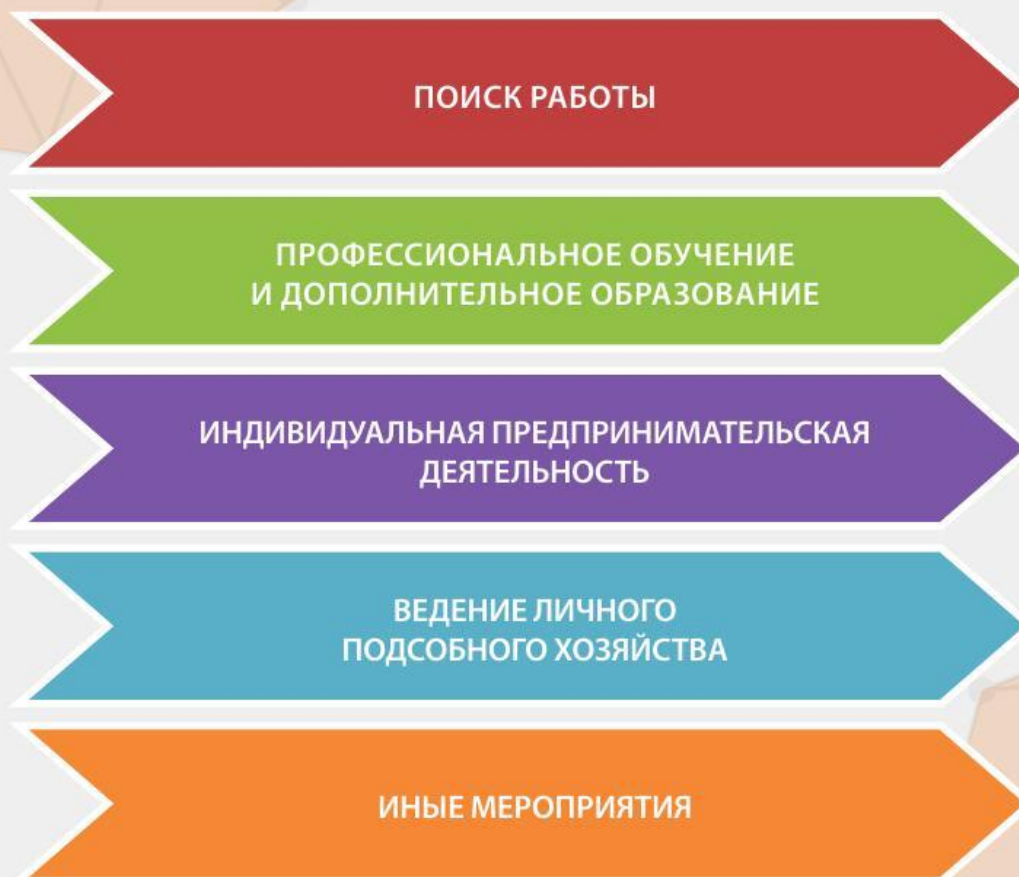 ПОИСК РАБОТЫ
ПРОФЕССИОНАЛЬНОЕ ОБУЧЕНИЕ
И ДОПОЛНИТЕЛЬНОЕ ОБРАЗОВАНИЕ
ИНДИВИДУАЛЬНАЯ ПРЕДПРИНИМАТЕЛЬСКАЯ
ДЕЯТЕЛЬНОСТЬ
ВЕДЕНИЕ ЛИЧНОГО
ПОДСОБНОГО ХОЗЯЙСТВА
ИНЫЕ МЕРОПРИЯТИЯ